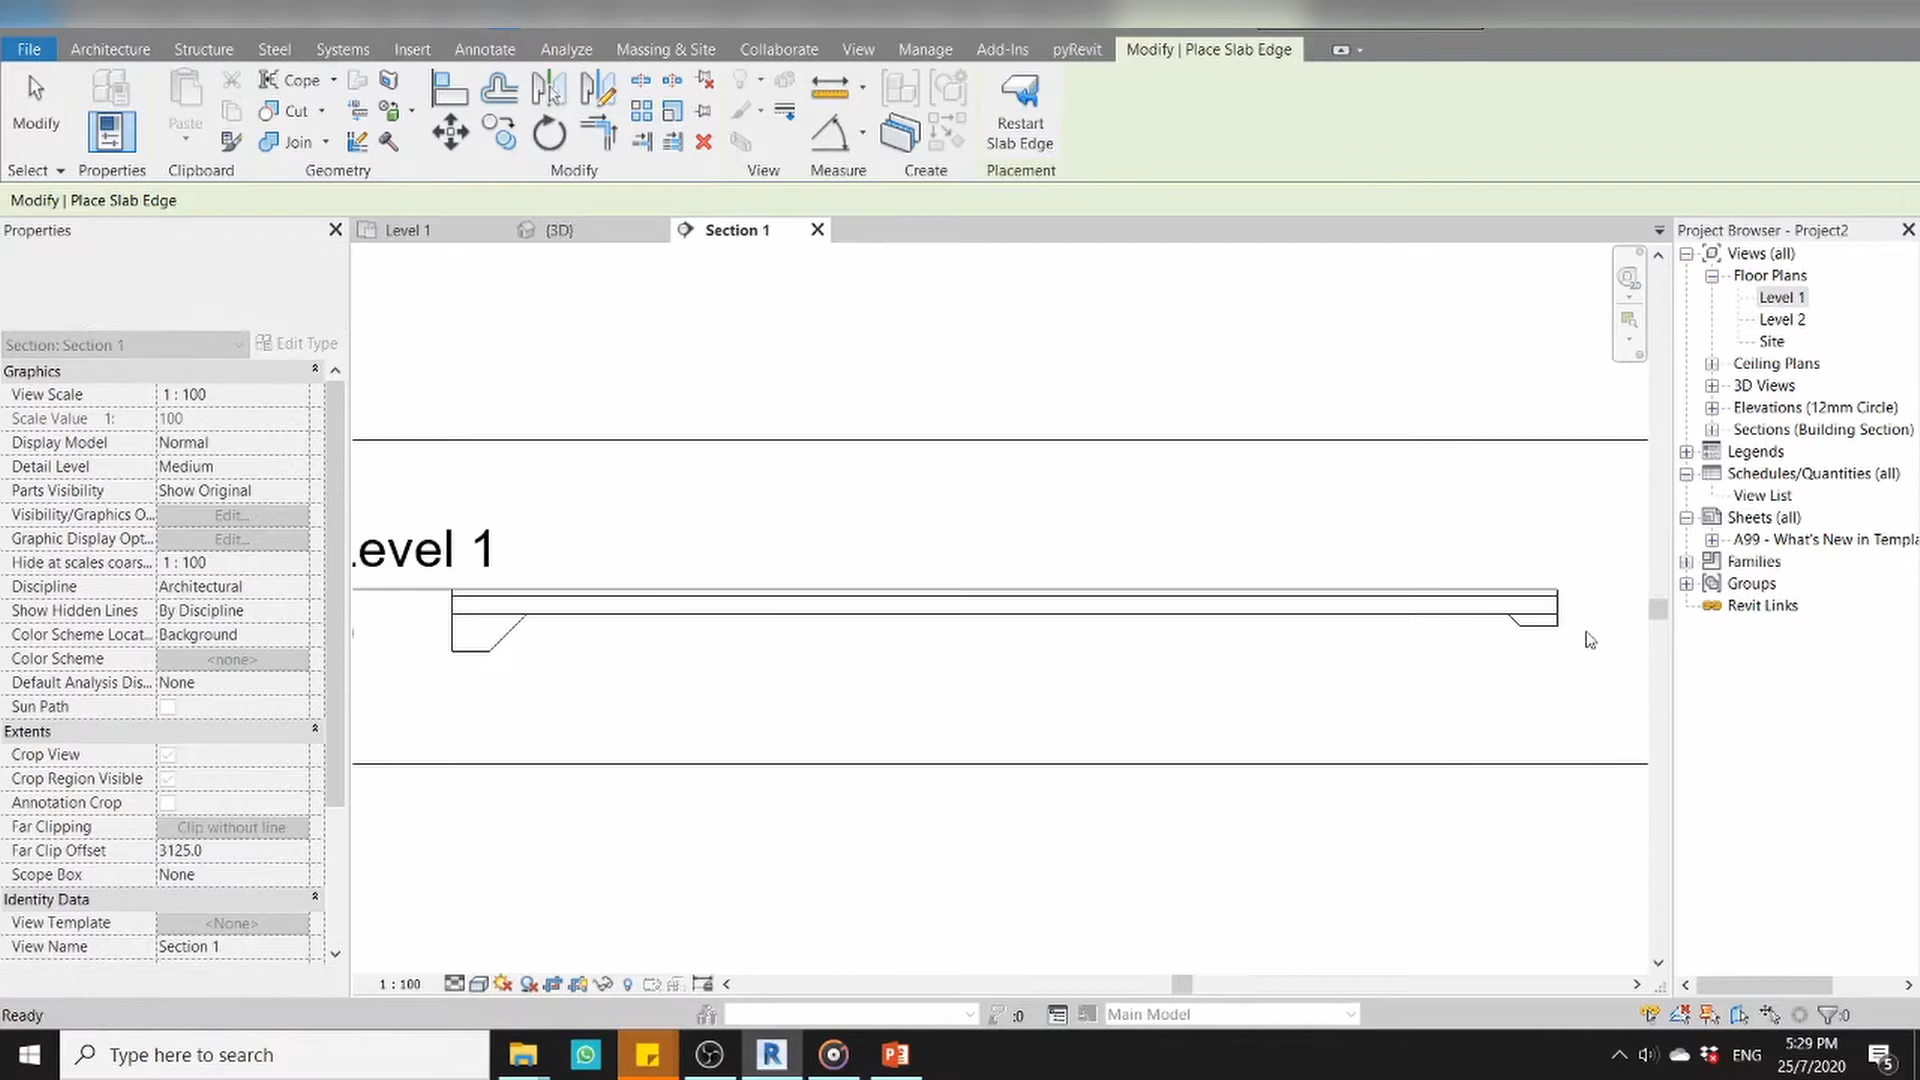 File Architecture Structure Steel Systems Insert Annotate Analyze Massing & Site Collaborate View Manage Add-Ins pyRevit Modify | Place Slab Edge
Modify Paste Cope Cut Join Restart Slab Edge
Select Properties Clipboard Geometry Modify View Measure Create Placement
Modify | Place Slab Edge
Properties
Level 1 {3D} Section 1
Project Browser - Project2
Section: Section 1 Edit Type
Graphics
View Scale 1 : 100
Scale Value 1: 100
Display Model Normal
Detail Level Medium
Parts Visibility Show Original
Visibility/Graphics O... Edit...
Graphic Display Opt... Edit...
Hide at scales coars... 1 : 100
Discipline Architectural
Show Hidden Lines By Discipline
Color Scheme Locat... Background
Color Scheme <none>
Default Analysis Dis... None
Sun Path
Extents
Crop View
Crop Region Visible
Annotation Crop
Far Clipping Clip without line
Far Clip Offset 3125.0
Scope Box None
Identity Data
View Template <None>
View Name Section 1
evel 1
Views (all)
Floor Plans
Level 1
Level 2
Site
Ceiling Plans
3D Views
Elevations (12mm Circle)
Sections (Building Section)
Legends
Schedules/Quantities (all)
View List
Sheets (all)
A99 - What's New in Templa
Families
Groups
Revit Links
1 : 100
Ready :0 Main Model :0
Type here to search ENG 5:29 PM
25/7/2020 5